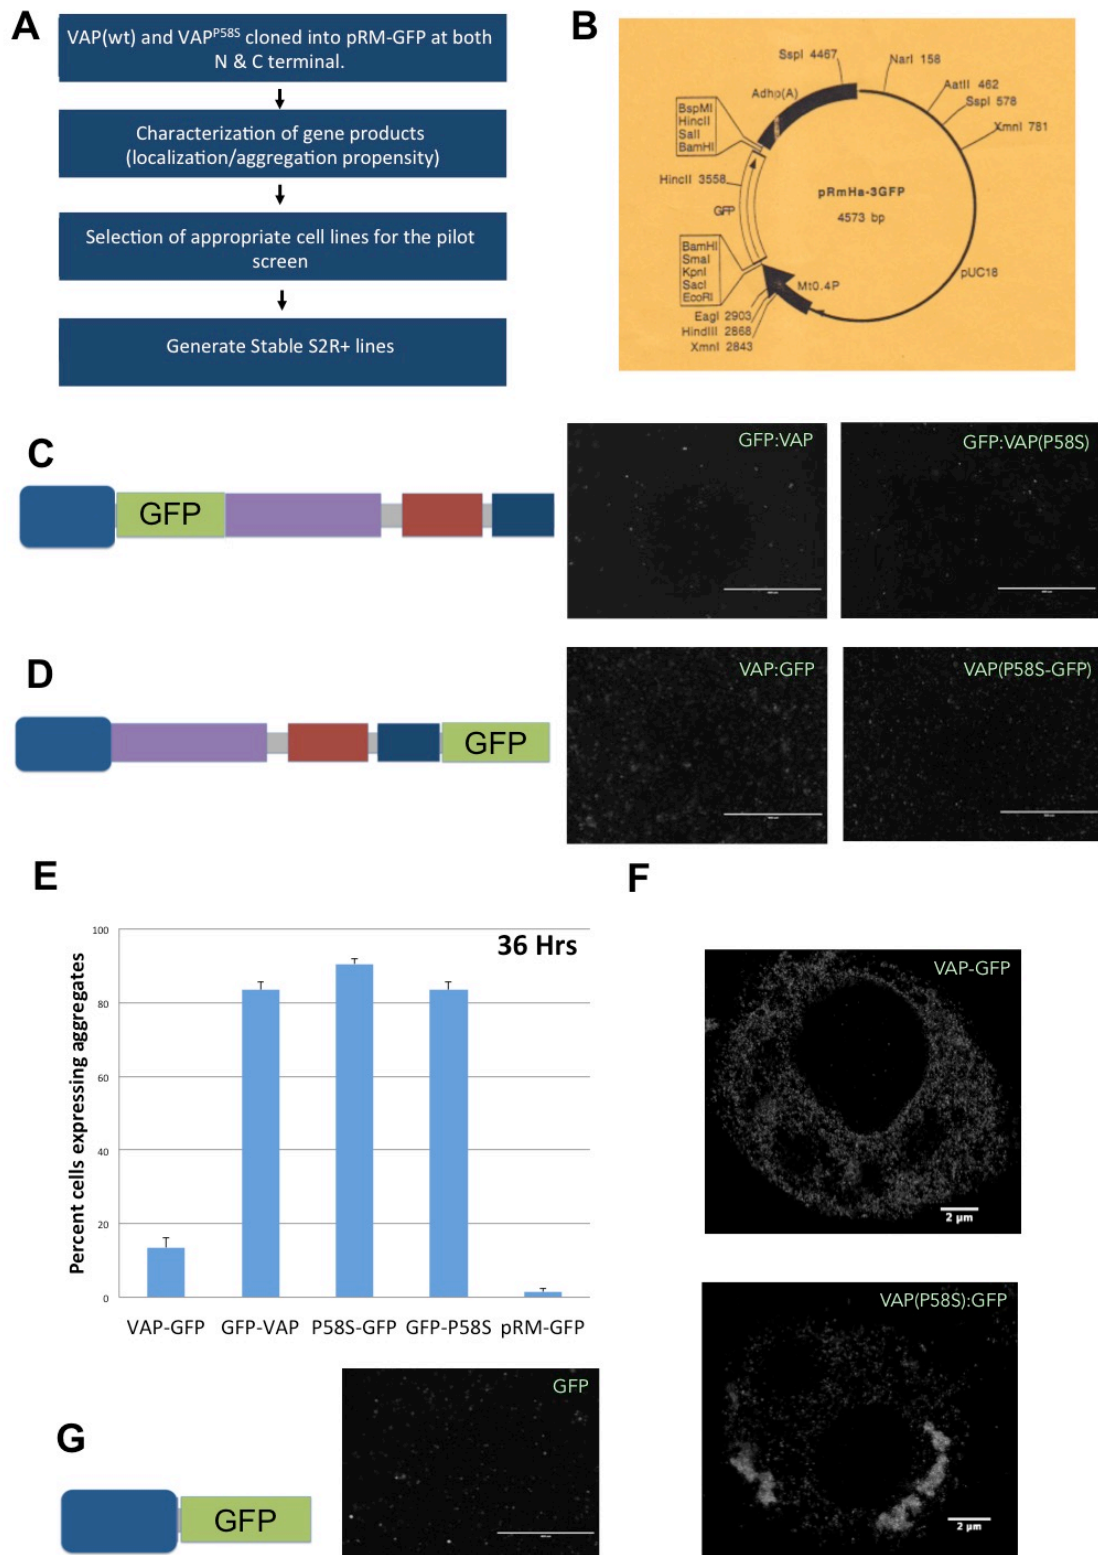 A
VAP(wt) and VAPP58S cloned into pRM-GFP at both
N & C terminal.
Characterization of gene products
(localization/aggregation propensity)
Selection of appropriate cell lines for the pilot
screen
Generate Stable S2R+ lines
B
SspI 4467
NarI 158
AatII 462
SspI 578
XmnI 781
Adhp(A)
BspMI
HincII
SalI
BamHI
HincII 3558
GFP
pRmHa-3GFP
4573 bp
BamHI
SmaI
KpnI
SacI
EcoRI
Mt0.4P
pUC18
EagI 2903
HindIII 2868
XmnI 2843
C
GFP
GFP:VAP
GFP:VAP(P58S)
D
GFP
VAP:GFP
VAP(P58S-GFP)
E
36 Hrs
Percent cells expressing aggregates
100
80
60
40
20
0
VAP-GFP GFP-VAP P58S-GFP GFP-P58S pRM-GFP
F
VAP-GFP
2 µm
VAP(P58S):GFP
2 µm
G
GFP
GFP